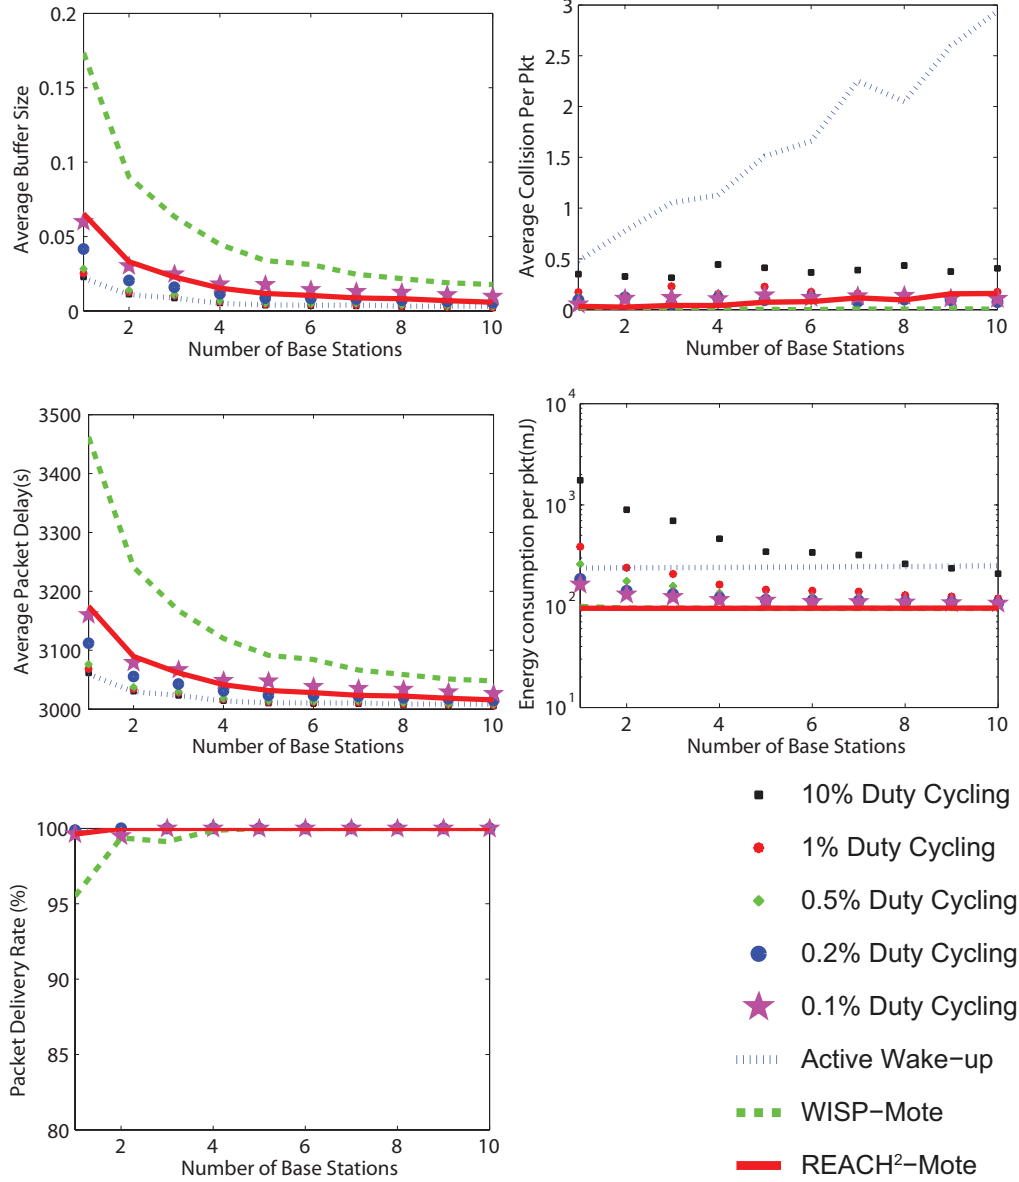 0.2
0.15
0.1
0.05
0
Average Buffer Size
2 4 6 8 10
Number of Base Stations
3
2.5
2
1.5
1
0.5
0
Average Collision Per Pkt
2 4 6 8 10
Number of Base Stations
3500
3400
3300
3200
3100
3000
Average Packet Delay(s)
2 4 6 8 10
Number of Base Stations
10^4
10^3
10^2
10^1
Energy consumption per pkt(mJ)
2 4 6 8 10
Number of Base Stations
100
95
90
85
80
Packet Delivery Rate (%)
2 4 6 8 10
Number of Base Stations
10% Duty Cycling
1% Duty Cycling
0.5% Duty Cycling
0.2% Duty Cycling
0.1% Duty Cycling
Active Wake−up
WISP−Mote
REACH²−Mote